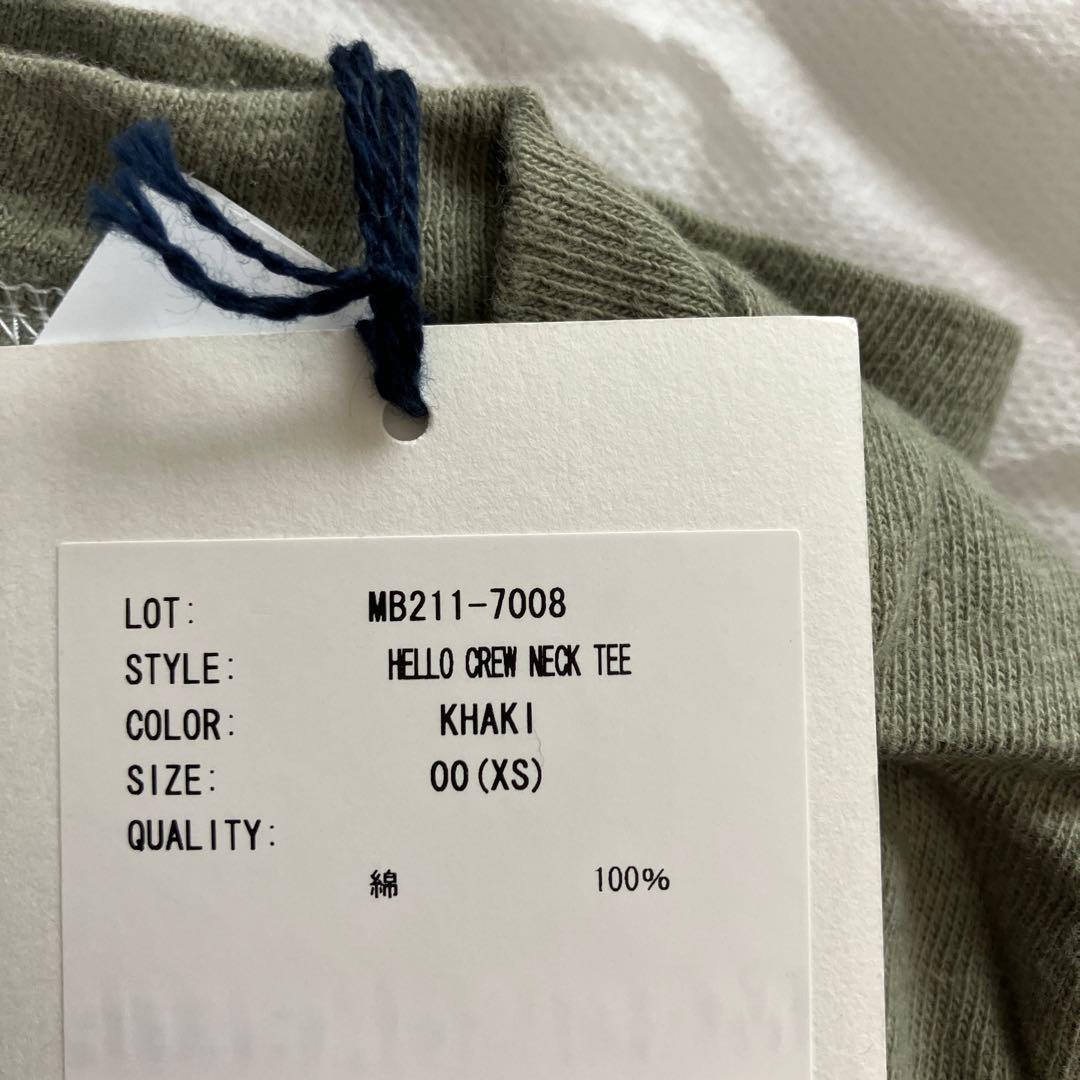 LOT: MB211-7008
STYLE: HELLO CREW NECK TEE
COLOR: KHAKI
SIZE: 00(XS)
QUALITY:
綿 100%